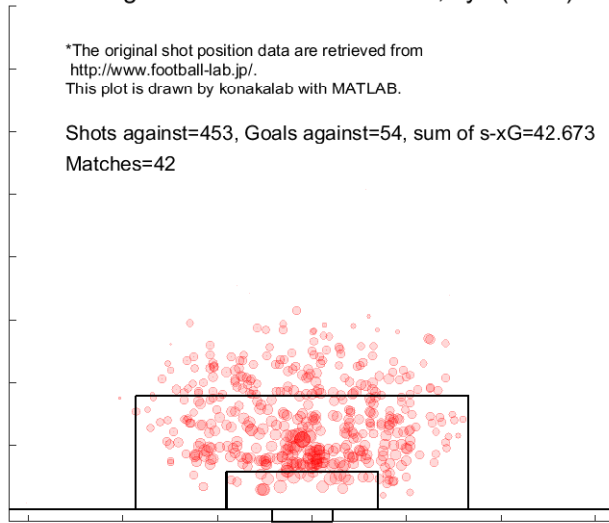 *The original shot position data are retrieved from
http://www.football-lab.jp/.
This plot is drawn by konakalab with MATLAB.
Shots against=453, Goals against=54, sum of s-xG=42.673
Matches=42